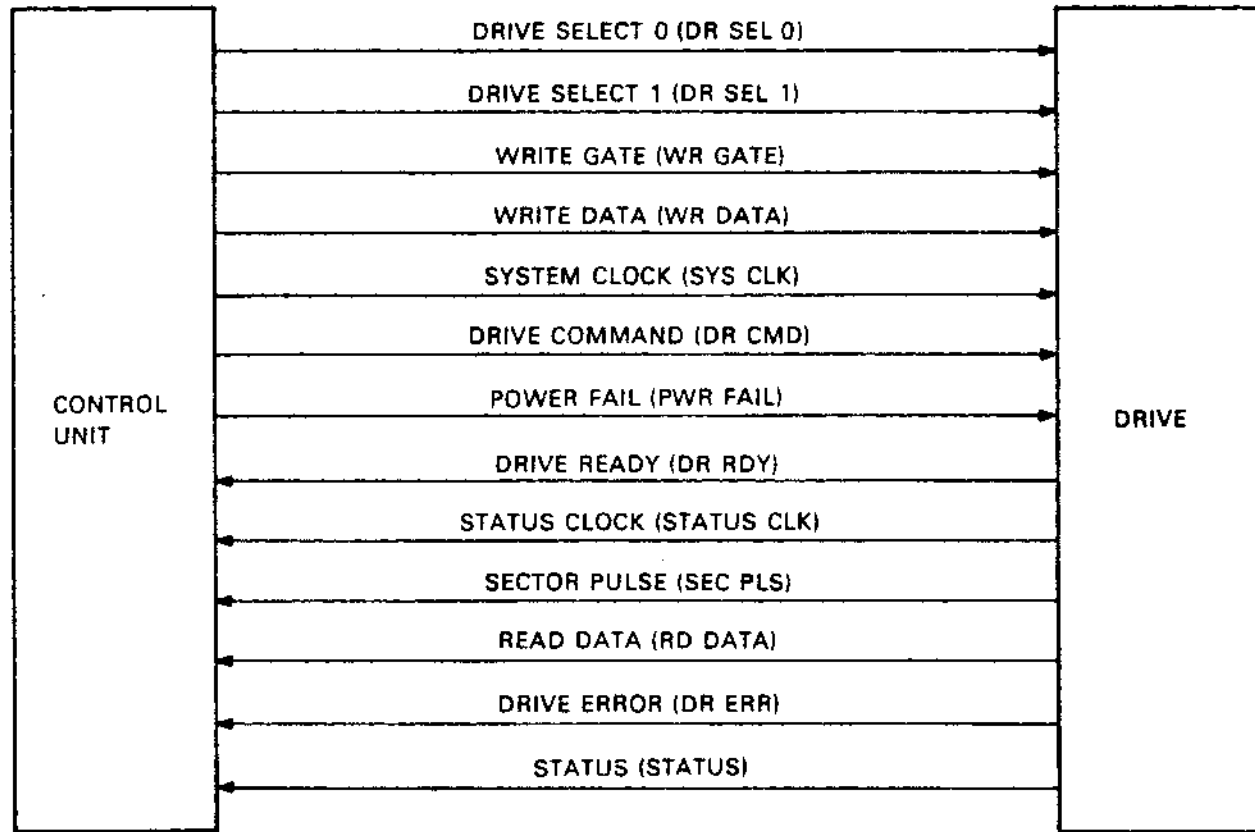 DRIVE SELECT 0 (DR SEL 0)
DRIVE SELECT 1 (DR SEL 1)
WRITE GATE (WR GATE)
WRITE DATA (WR DATA)
SYSTEM CLOCK (SYS CLK)
DRIVE COMMAND (DR CMD)
POWER FAIL (PWR FAIL)
CONTROL
UNIT
DRIVE
DRIVE READY (DR RDY)
STATUS CLOCK (STATUS CLK)
SECTOR PULSE (SEC PLS)
READ DATA (RD DATA)
DRIVE ERROR (DR ERR)
STATUS (STATUS)